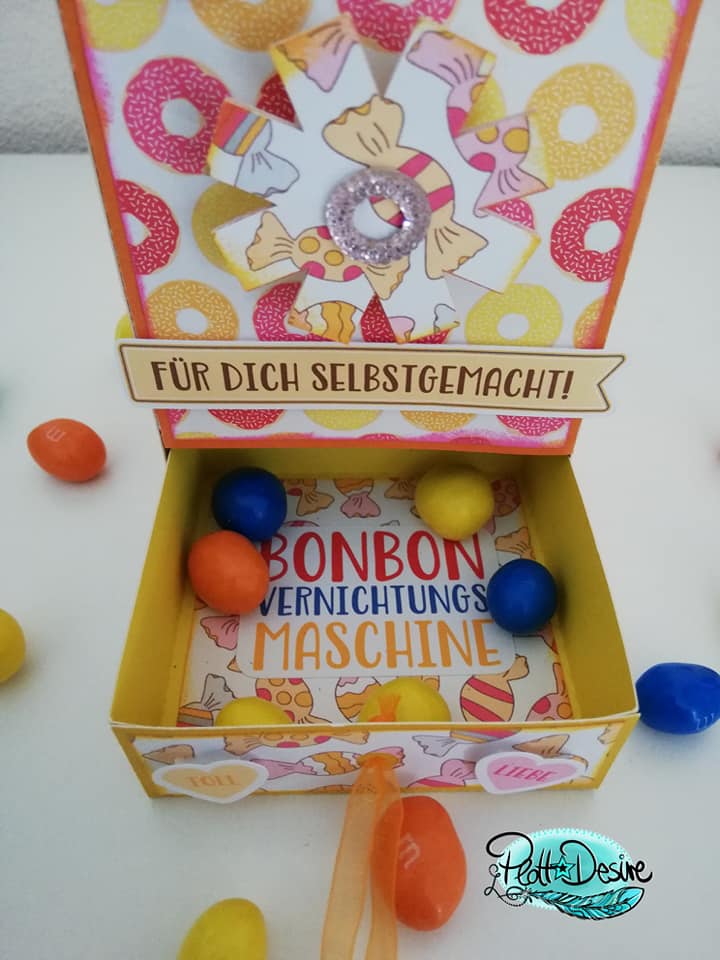 FÜR DICH SELBSTGEMACHT!
BONBON
VERNICHTUNGS
MASCHINE
TOLL
LIEBE
m
m
Plott Desire